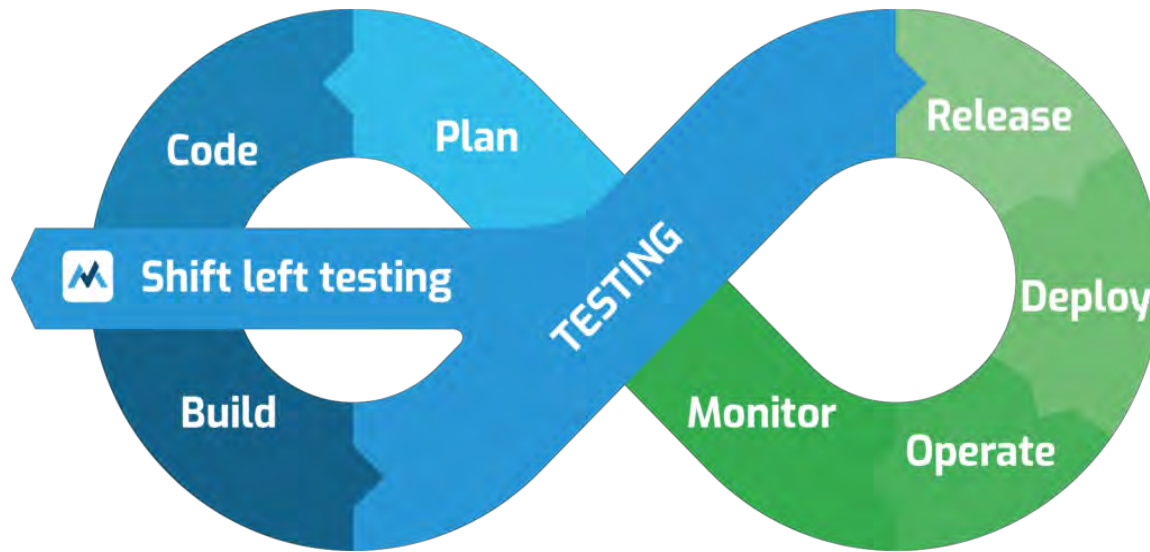 Plan
Code
Release
Shift left testing
TESTING
Deploy
Build
Monitor
Operate